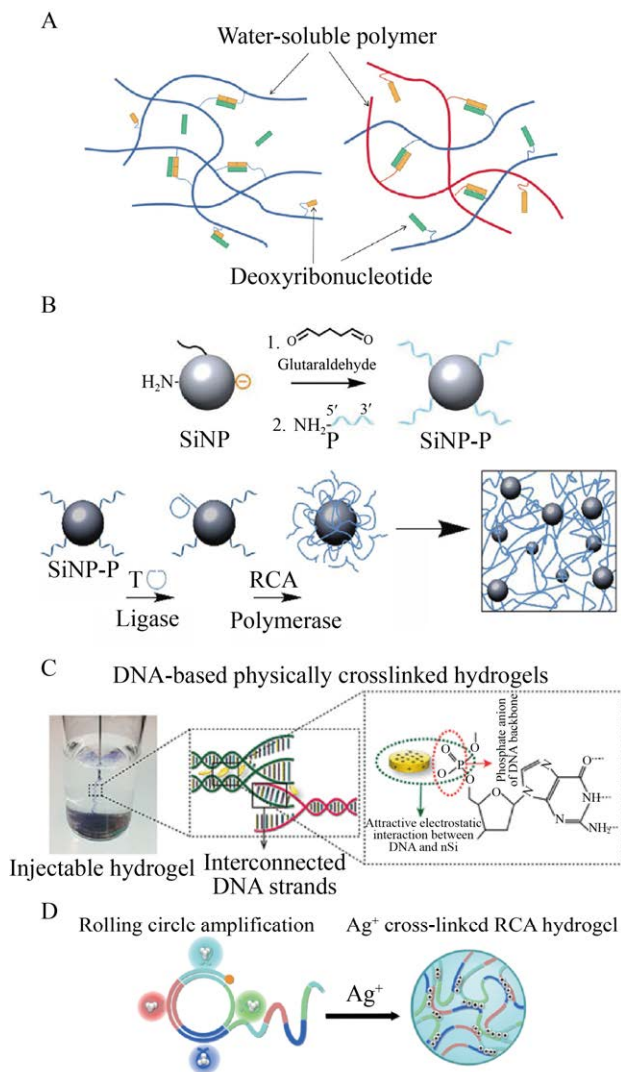 A
Water-soluble polymer
Deoxyribonucleotide
B
1.
O
O
Glutaraldehyde
H₂N
−
SiNP
5′
3′
2. NH₂-
P
SiNP-P
SiNP-P
T
Ligase
RCA
Polymerase
C
DNA-based physically crosslinked hydrogels
Injectable hydrogel
Interconnected
DNA strands
Attractive electrostatic
interaction between
DNA and nSi
Phosphate anion
of DNA backbone
O
O
P
O
O
O
N
N
O
NH
N
NH₂
D
Rolling circle amplification
Ag⁺ cross-linked RCA hydrogel
Ag⁺